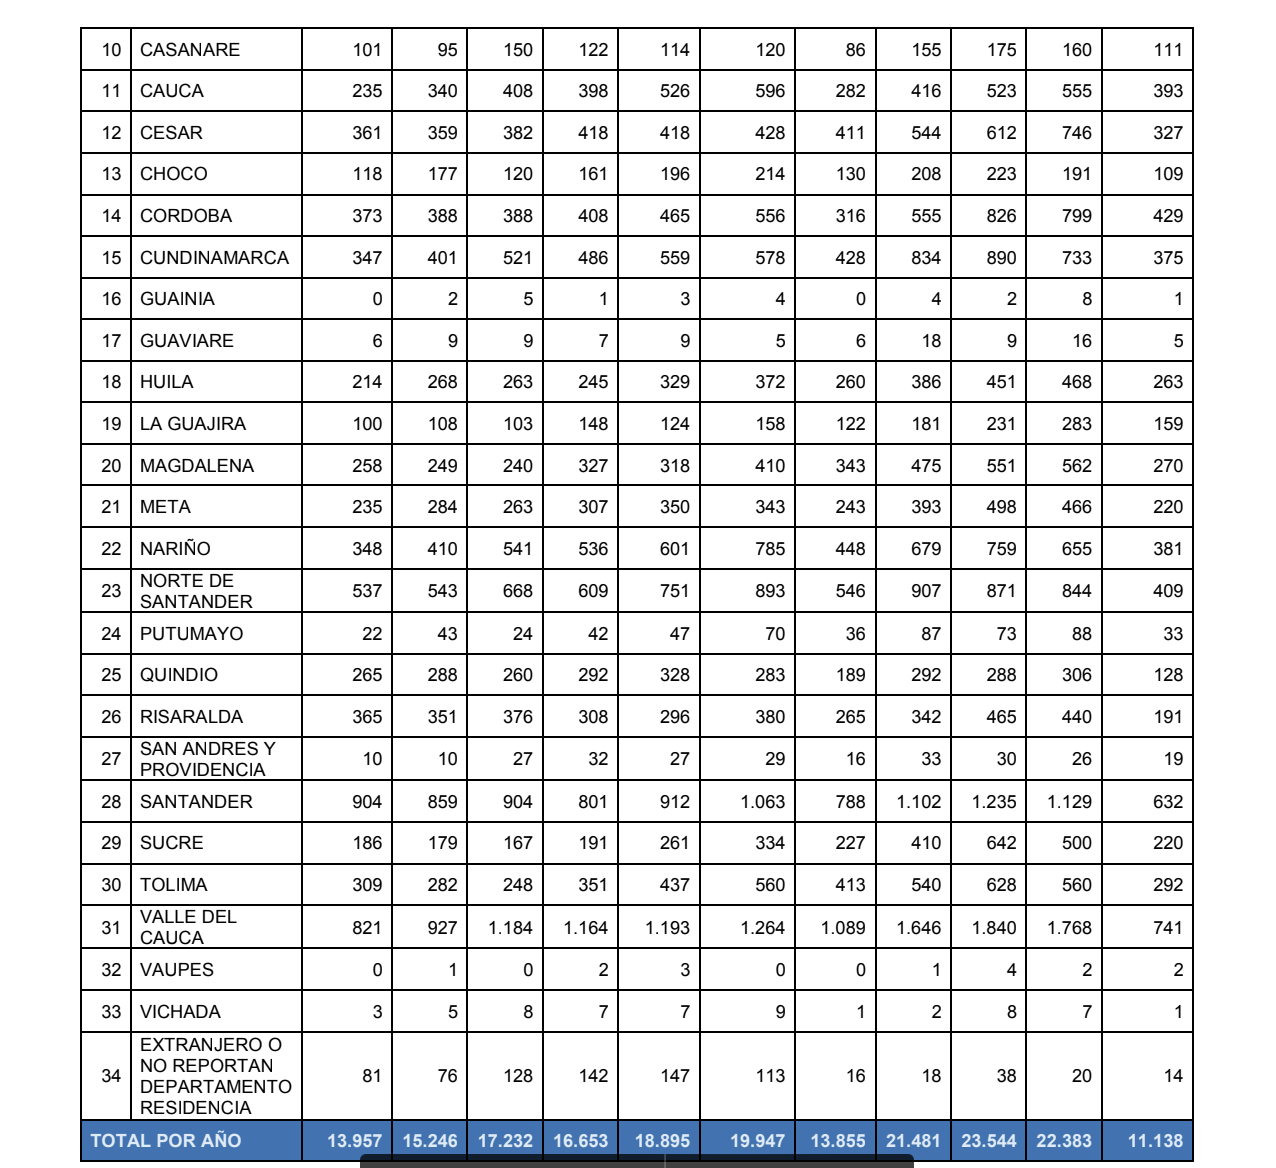 10 CASANARE 101 95 150 122 114 120 86 155 175 160 111
11 CAUCA 235 340 408 398 526 596 282 416 523 555 393
12 CESAR 361 359 382 418 418 428 411 544 612 746 327
13 CHOCO 118 177 120 161 196 214 130 208 223 191 109
14 CORDOBA 373 388 388 408 465 556 316 555 826 799 429
15 CUNDINAMARCA 347 401 521 486 559 578 428 834 890 733 375
16 GUAINIA 0 2 5 1 3 4 0 4 2 8 1
17 GUAVIARE 6 9 9 7 9 5 6 18 9 16 5
18 HUILA 214 268 263 245 329 372 260 386 451 468 263
19 LA GUAJIRA 100 108 103 148 124 158 122 181 231 283 159
20 MAGDALENA 258 249 240 327 318 410 343 475 551 562 270
21 META 235 284 263 307 350 343 243 393 498 466 220
22 NARIÑO 348 410 541 536 601 785 448 679 759 655 381
23 NORTE DE
SANTANDER 537 543 668 609 751 893 546 907 871 844 409
24 PUTUMAYO 22 43 24 42 47 70 36 87 73 88 33
25 QUINDIO 265 288 260 292 328 283 189 292 288 306 128
26 RISARALDA 365 351 376 308 296 380 265 342 465 440 191
27 SAN ANDRES Y
PROVIDENCIA 10 10 27 32 27 29 16 33 30 26 19
28 SANTANDER 904 859 904 801 912 1.063 788 1.102 1.235 1.129 632
29 SUCRE 186 179 167 191 261 334 227 410 642 500 220
30 TOLIMA 309 282 248 351 437 560 413 540 628 560 292
31 VALLE DEL
CAUCA 821 927 1.184 1.164 1.193 1.264 1.089 1.646 1.840 1.768 741
32 VAUPES 0 1 0 2 3 0 0 1 4 2 2
33 VICHADA 3 5 8 7 7 9 1 2 8 7 1
34 EXTRANJERO O
NO REPORTAN
DEPARTAMENTO
RESIDENCIA 81 76 128 142 147 113 16 18 38 20 14
TOTAL POR AÑO 13.957 15.246 17.232 16.653 18.895 19.947 13.855 21.481 23.544 22.383 11.138